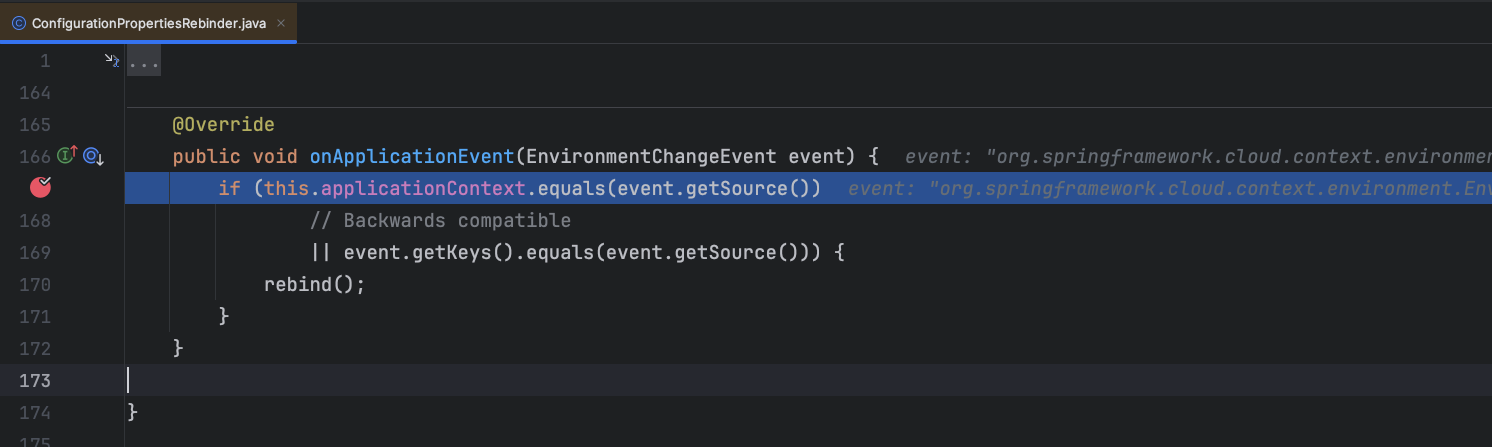 ConfigurationPropertiesRebinder.java
1 ...
164
165 @Override
166 public void onApplicationEvent(EnvironmentChangeEvent event) { event: "org.springframework.cloud.context.environmen
if (this.applicationContext.equals(event.getSource()) event: "org.springframework.cloud.context.environment.Env
168 // Backwards compatible
169 || event.getKeys().equals(event.getSource())) {
170 rebind();
171 }
172 }
173
174 }
175